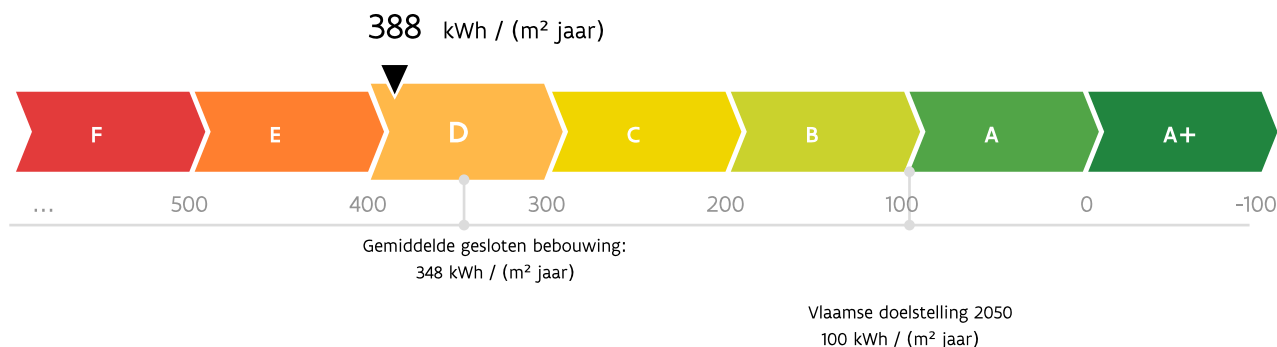 388 kWh / (m² jaar)
F E D C B A A+
... 500 400 300 200 100 0 -100
Gemiddelde gesloten bebouwing:
348 kWh / (m² jaar)
Vlaamse doelstelling 2050
100 kWh / (m² jaar)